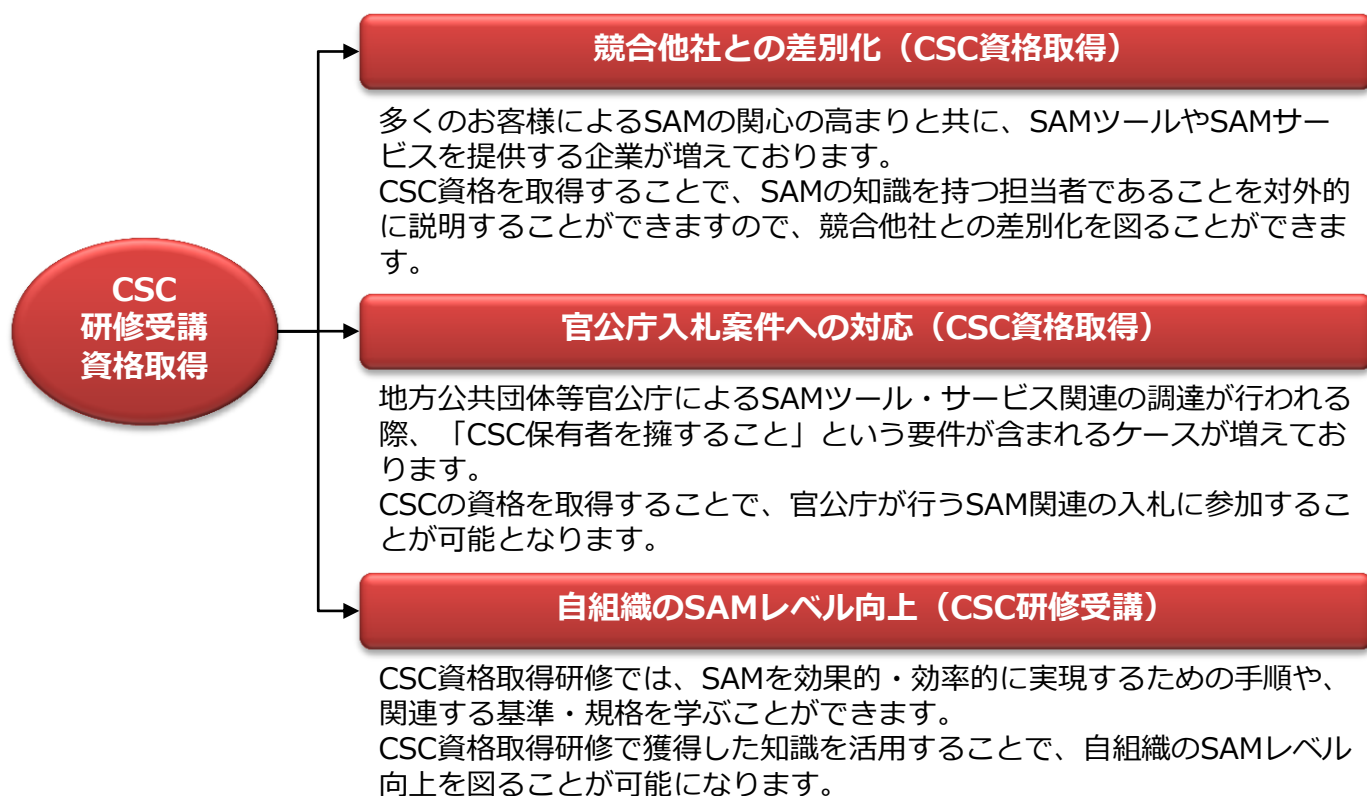 競合他社との差別化（CSC資格取得）
多くのお客様によるSAMの関心の高まりと共に、SAMツールやSAMサー
ビスを提供する企業が増えております。
CSC資格を取得することで、SAMの知識を持つ担当者であることを対外的
に説明することができますので、競合他社との差別化を図ることができま
す。
CSC
研修受講
資格取得
官公庁入札案件への対応（CSC資格取得）
地方公共団体等官公庁によるSAMツール・サービス関連の調達が行われる
際、「CSC保有者を擁すること」という要件が含まれるケースが増えてお
ります。
CSCの資格を取得することで、官公庁が行うSAM関連の入札に参加するこ
とが可能となります。
自組織のSAMレベル向上（CSC研修受講）
CSC資格取得研修では、SAMを効果的・効率的に実現するための手順や、
関連する基準・規格を学ぶことができます。
CSC資格取得研修で獲得した知識を活用することで、自組織のSAMレベル
向上を図ることが可能になります。